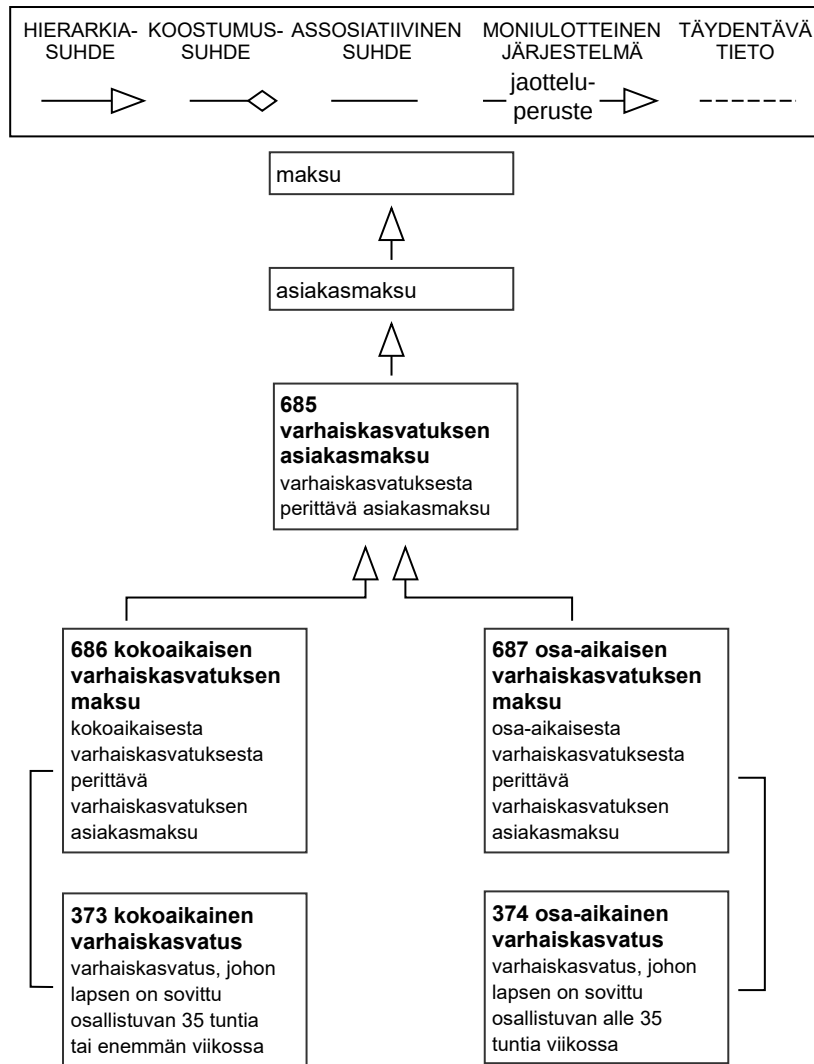 HIERARKIA-
SUHDE
KOOSTUMUS-
SUHDE
ASSOSIATIIVINEN
SUHDE
MONIULOTTEINEN
JÄRJESTELMÄ
jaottelu-
peruste
TÄYDENTÄVÄ
TIETO
maksu
asiakasmaksu
685
varhaiskasvatuksen
asiakasmaksu
varhaiskasvatuksesta
perittävä asiakasmaksu
686 kokoaikaisen
varhaiskasvatuksen
maksu
kokoaikaisesta
varhaiskasvatuksesta
perittävä
varhaiskasvatuksen
asiakasmaksu
687 osa-aikaisen
varhaiskasvatuksen
maksu
osa-aikaisesta
varhaiskasvatuksesta
perittävä
varhaiskasvatuksen
asiakasmaksu
373 kokoaikainen
varhaiskasvatus
varhaiskasvatus, johon
lapsen on sovittu
osallistuvan 35 tuntia
tai enemmän viikossa
374 osa-aikainen
varhaiskasvatus
varhaiskasvatus, johon
lapsen on sovittu
osallistuvan alle 35
tuntia viikossa